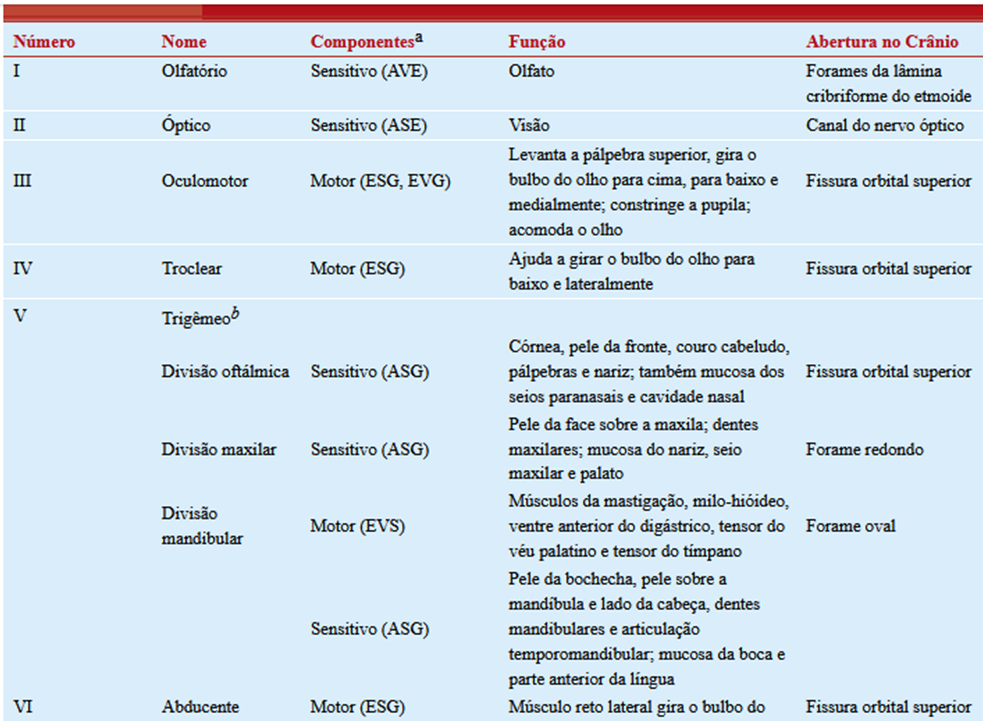 Número Nome Componentesª Função Abertura no Crânio
I Olfatório Sensitivo (AVE) Olfato Forames da lâmina
cribriforme do etmoide
II Óptico Sensitivo (ASE) Visão Canal do nervo óptico
III Oculomotor Motor (ESG, EVG) Levanta a pálpebra superior, gira o
bulbo do olho para cima, para baixo e
medialmente; constringe a pupila;
acomoda o olho
Fissura orbital superior
IV Troclear Motor (ESG) Ajuda a girar o bulbo do olho para
baixo e lateralmente
Fissura orbital superior
V Trigêmeob
Divisão oftálmica Sensitivo (ASG) Córnea, pele da fronte, couro cabeludo,
pálpebras e nariz; também mucosa dos
seios paranasais e cavidade nasal
Fissura orbital superior
Divisão maxilar Sensitivo (ASG) Pele da face sobre a maxila; dentes
maxilares; mucosa do nariz, seio
maxilar e palato
Forame redondo
Divisão
mandibular
Motor (EVS) Músculos da mastigação, milo-hióideo,
ventre anterior do digástrico, tensor do
véu palatino e tensor do tímpano
Forame oval
Sensitivo (ASG) Pele da bochecha, pele sobre a
mandíbula e lado da cabeça, dentes
mandibulares e articulação
temporomandibular; mucosa da boca e
parte anterior da língua
VI Abducente Motor (ESG) Músculo reto lateral gira o bulbo do Fissura orbital superior